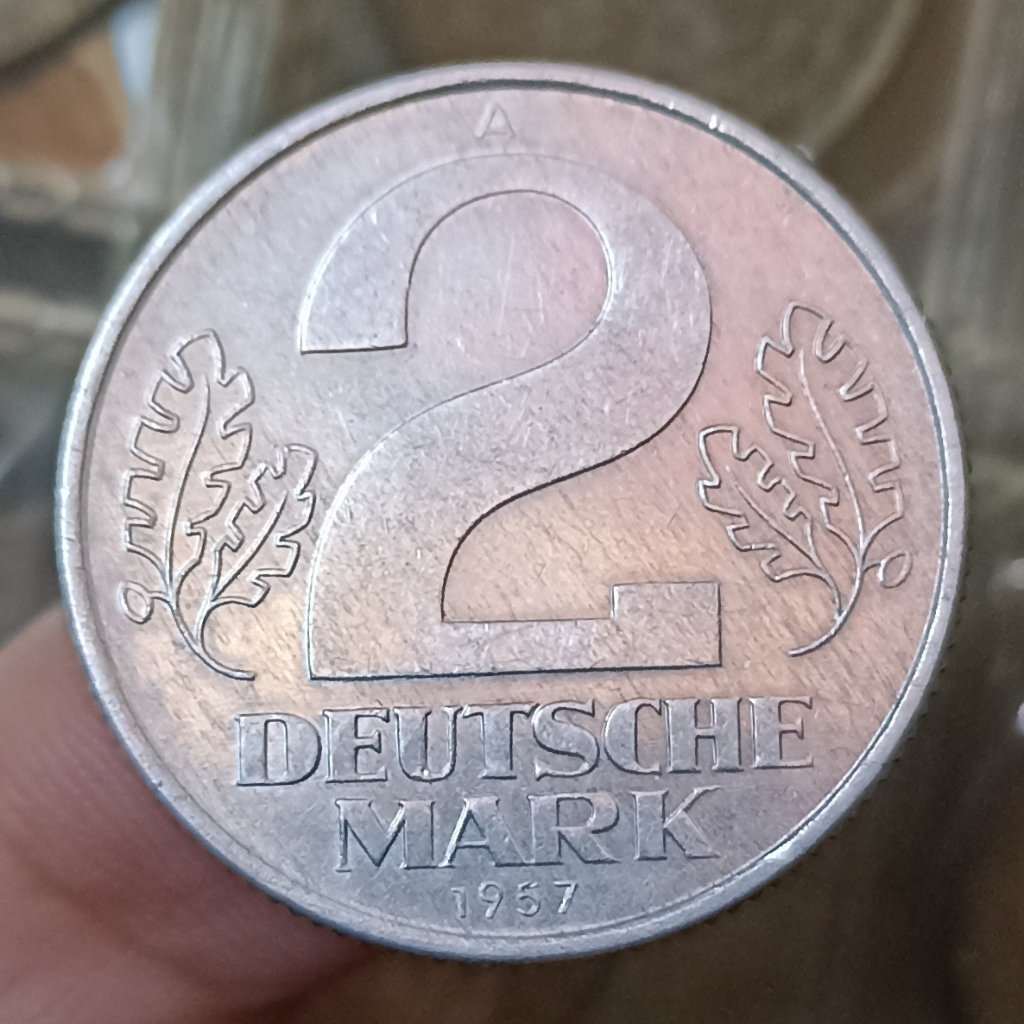 A
2
DEUTSCHE
MARK
1957